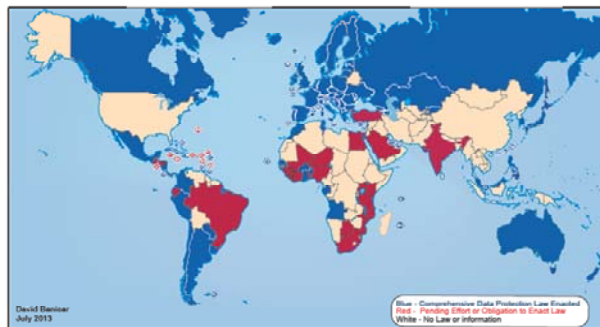 David Banisar
July 2013
Blue - Comprehensive Data Protection Law Enacted
Red - Pending Effort or Obligation to Enact Law
White - No Law or information